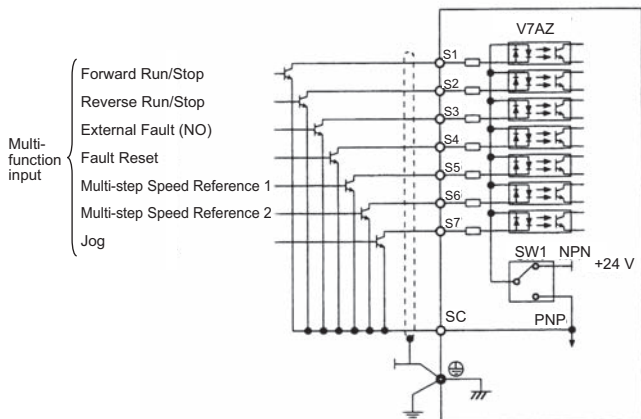 V7AZ
Multi-
function
input
Forward Run/Stop
Reverse Run/Stop
External Fault (NO)
Fault Reset
Multi-step Speed Reference 1
Multi-step Speed Reference 2
Jog
S1
S2
S3
S4
S5
S6
S7
SW1 NPN
+24 V
SC
PNP